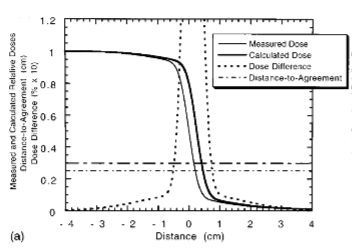 Measured and Calculated Relative Doses
Distance-to-Agreement (cm)
Dose Difference (% x 10)
1.2
1
0.8
0.6
0.4
0.2
0
Measured Dose
Calculated Dose
Dose Difference
Distance-to-Agreement
-4 -3 -2 -1 0 1 2 3 4
(a) Distance (cm)